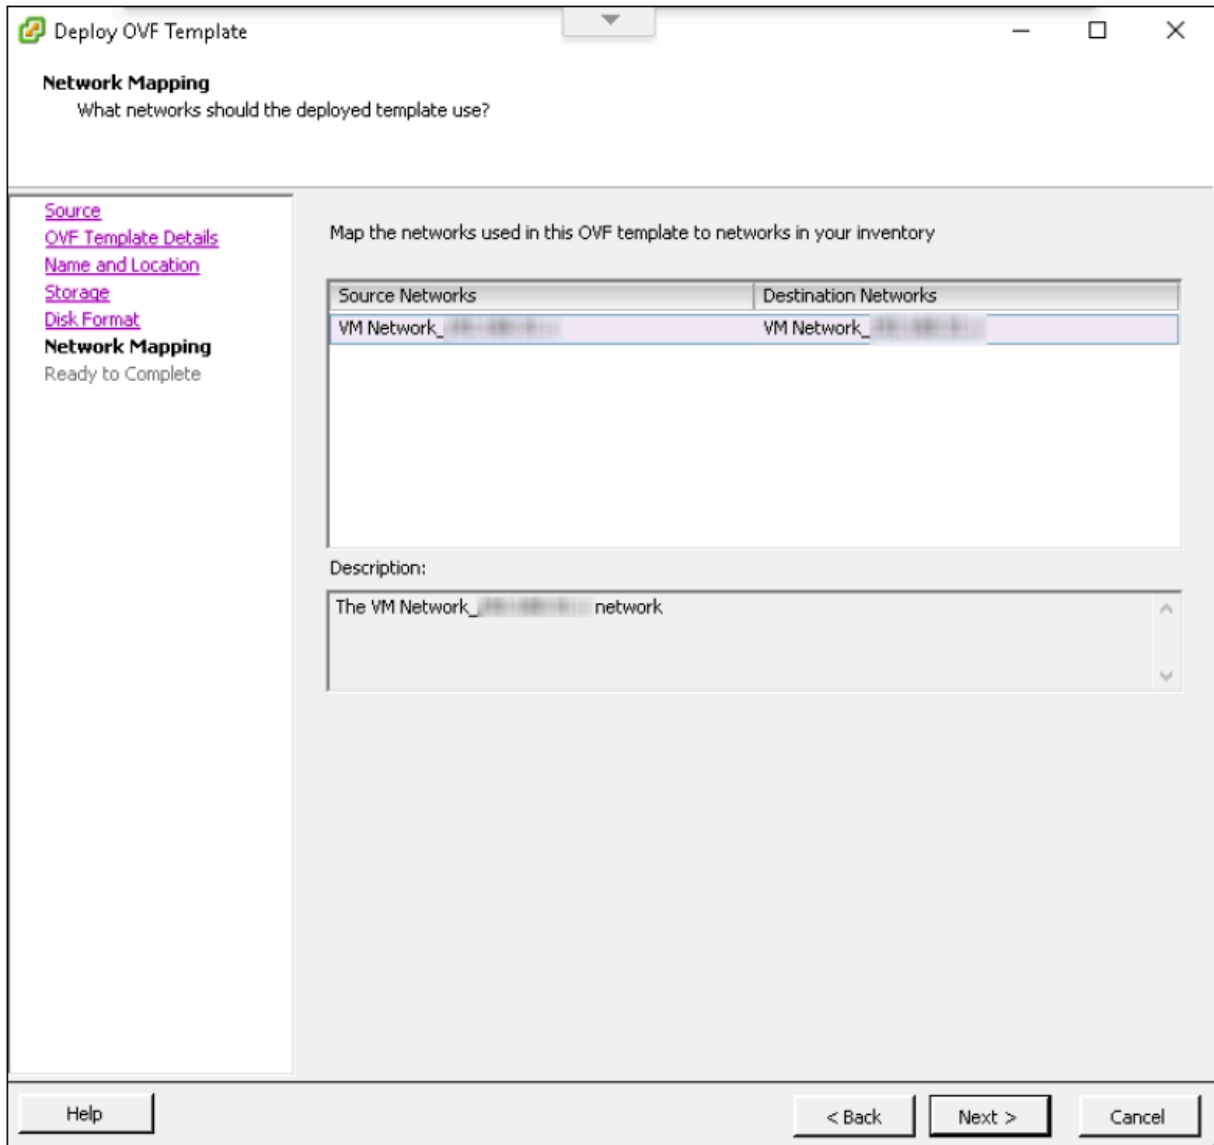 Deploy OVF Template
Network Mapping
What networks should the deployed template use?
Source
OVF Template Details
Name and Location
Storage
Disk Format
Network Mapping
Ready to Complete
Map the networks used in this OVF template to networks in your inventory
Source Networks Destination Networks
VM Network_ VM Network_
Description:
The VM Network_ network
Help < Back Next > Cancel